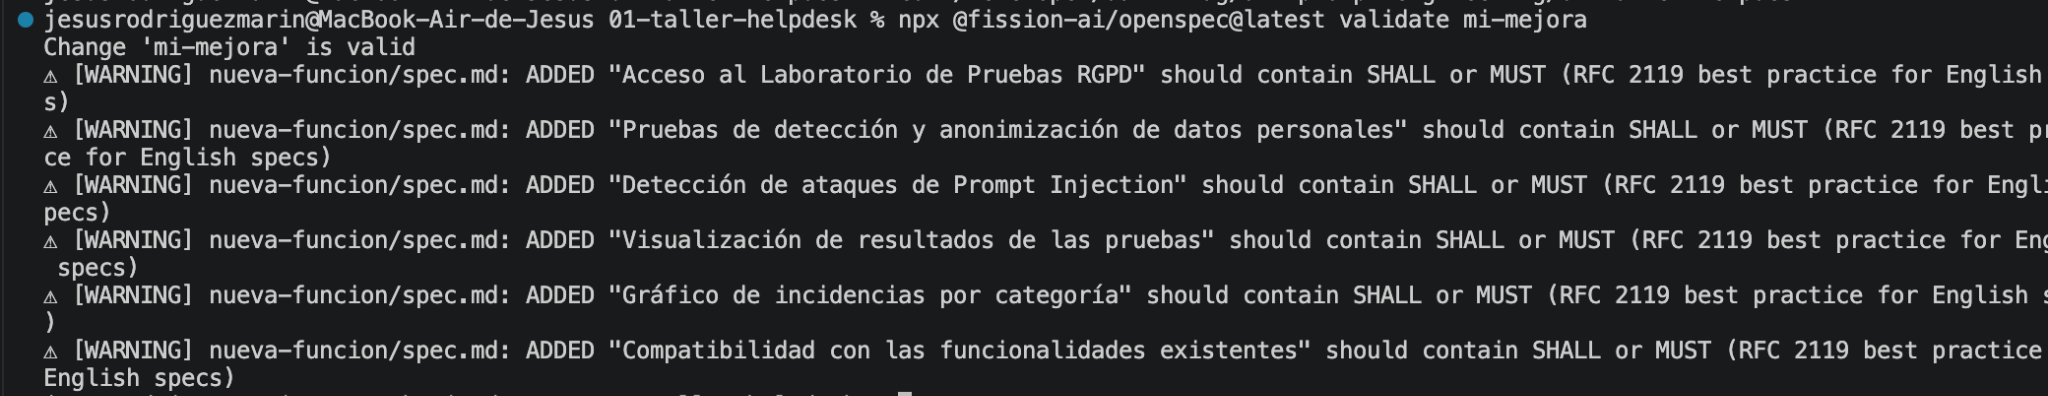 jesusrodriguezmarin@MacBook-Air-de-Jesus 01-taller-helpdesk % npx @fission-ai/openspec@latest validate mi-mejora
Change 'mi-mejora' is valid
⚠ [WARNING] nueva-funcion/spec.md: ADDED "Acceso al Laboratorio de Pruebas RGPD" should contain SHALL or MUST (RFC 2119 best practice for English
s)
⚠ [WARNING] nueva-funcion/spec.md: ADDED "Pruebas de detección y anonimización de datos personales" should contain SHALL or MUST (RFC 2119 best pr
ce for English specs)
⚠ [WARNING] nueva-funcion/spec.md: ADDED "Detección de ataques de Prompt Injection" should contain SHALL or MUST (RFC 2119 best practice for Engli
pecs)
⚠ [WARNING] nueva-funcion/spec.md: ADDED "Visualización de resultados de las pruebas" should contain SHALL or MUST (RFC 2119 best practice for Eng
specs)
⚠ [WARNING] nueva-funcion/spec.md: ADDED "Gráfico de incidencias por categoría" should contain SHALL or MUST (RFC 2119 best practice for English s
)
⚠ [WARNING] nueva-funcion/spec.md: ADDED "Compatibilidad con las funcionalidades existentes" should contain SHALL or MUST (RFC 2119 best practice
English specs)